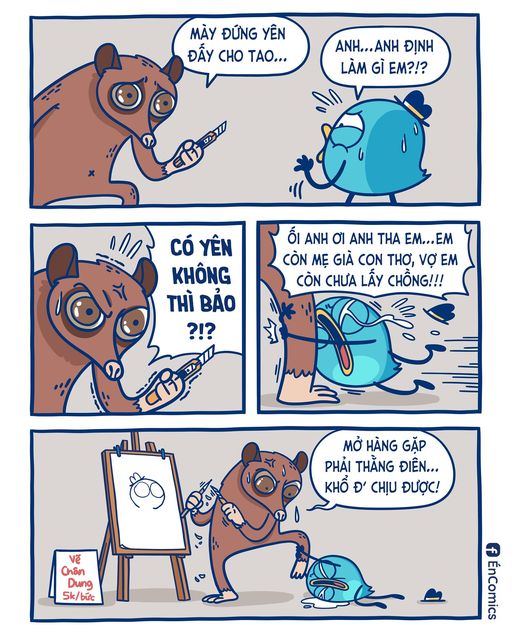 MÀY ĐỨNG YÊN
ĐẤY CHO TAO...
ANH...ANH ĐỊNH
LÀM GÌ EM?!?
CÓ YÊN
KHÔNG
THÌ BẢO
?!?
ỐI ANH ƠI ANH THA EM...EM
CÒN MẸ GIÀ CON THƠ, VỢ EM
CÒN CHƯA LẤY CHỒNG!!!
MỞ HÀNG GẶP
PHẢI THẰNG ĐIÊN...
KHỔ Đ' CHỊU ĐƯỢC!
Vẽ
Chân
Dung
5k/bức
ÉnComics